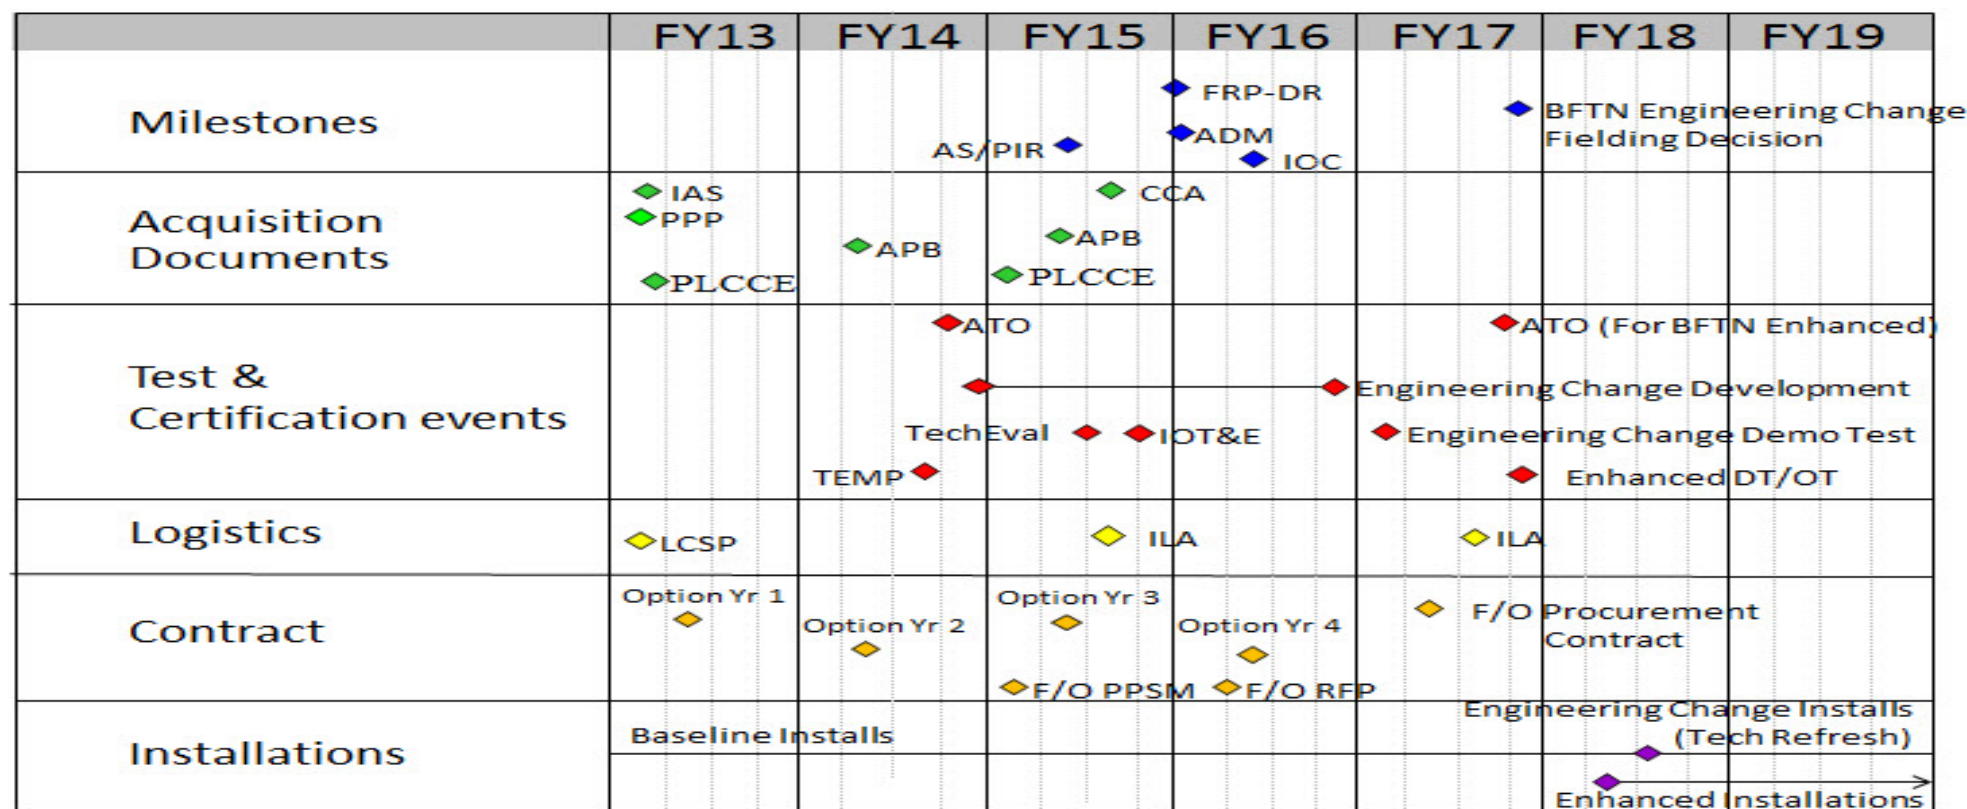 FY13 FY14 FY15 FY16 FY17 FY18 FY19
Milestones
FRP-DR
ADM
AS/PIR
IOC
BFTN Engineering Change
Fielding Decision
Acquisition
Documents
IAS
PPP
APB
PLCCE
CCA
APB
PLCCE
Test &
Certification events
ATO
ATO (For BFTN Enhanced)
Engineering Change Development
TechEval
IOT&E
Engineering Change Demo Test
TEMP
Enhanced DT/OT
Logistics
LCSP
ILA
ILA
Contract
Option Yr 1
Option Yr 2
Option Yr 3
Option Yr 4
F/O Procurement
Contract
F/O PPSM
F/O RFP
Installations
Baseline Installs
Engineering Change Installs
(Tech Refresh)
Enhanced Installations